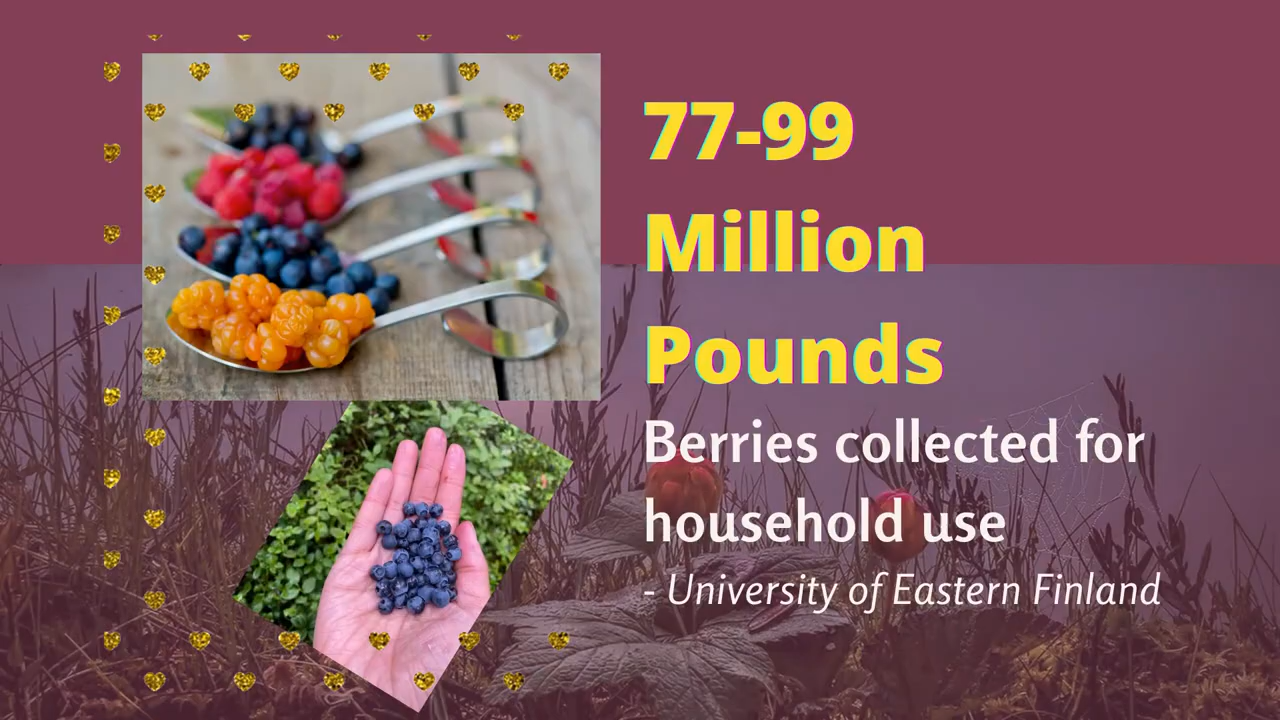 77-99
Million
Pounds
Berries collected for
household use
- University of Eastern Finland